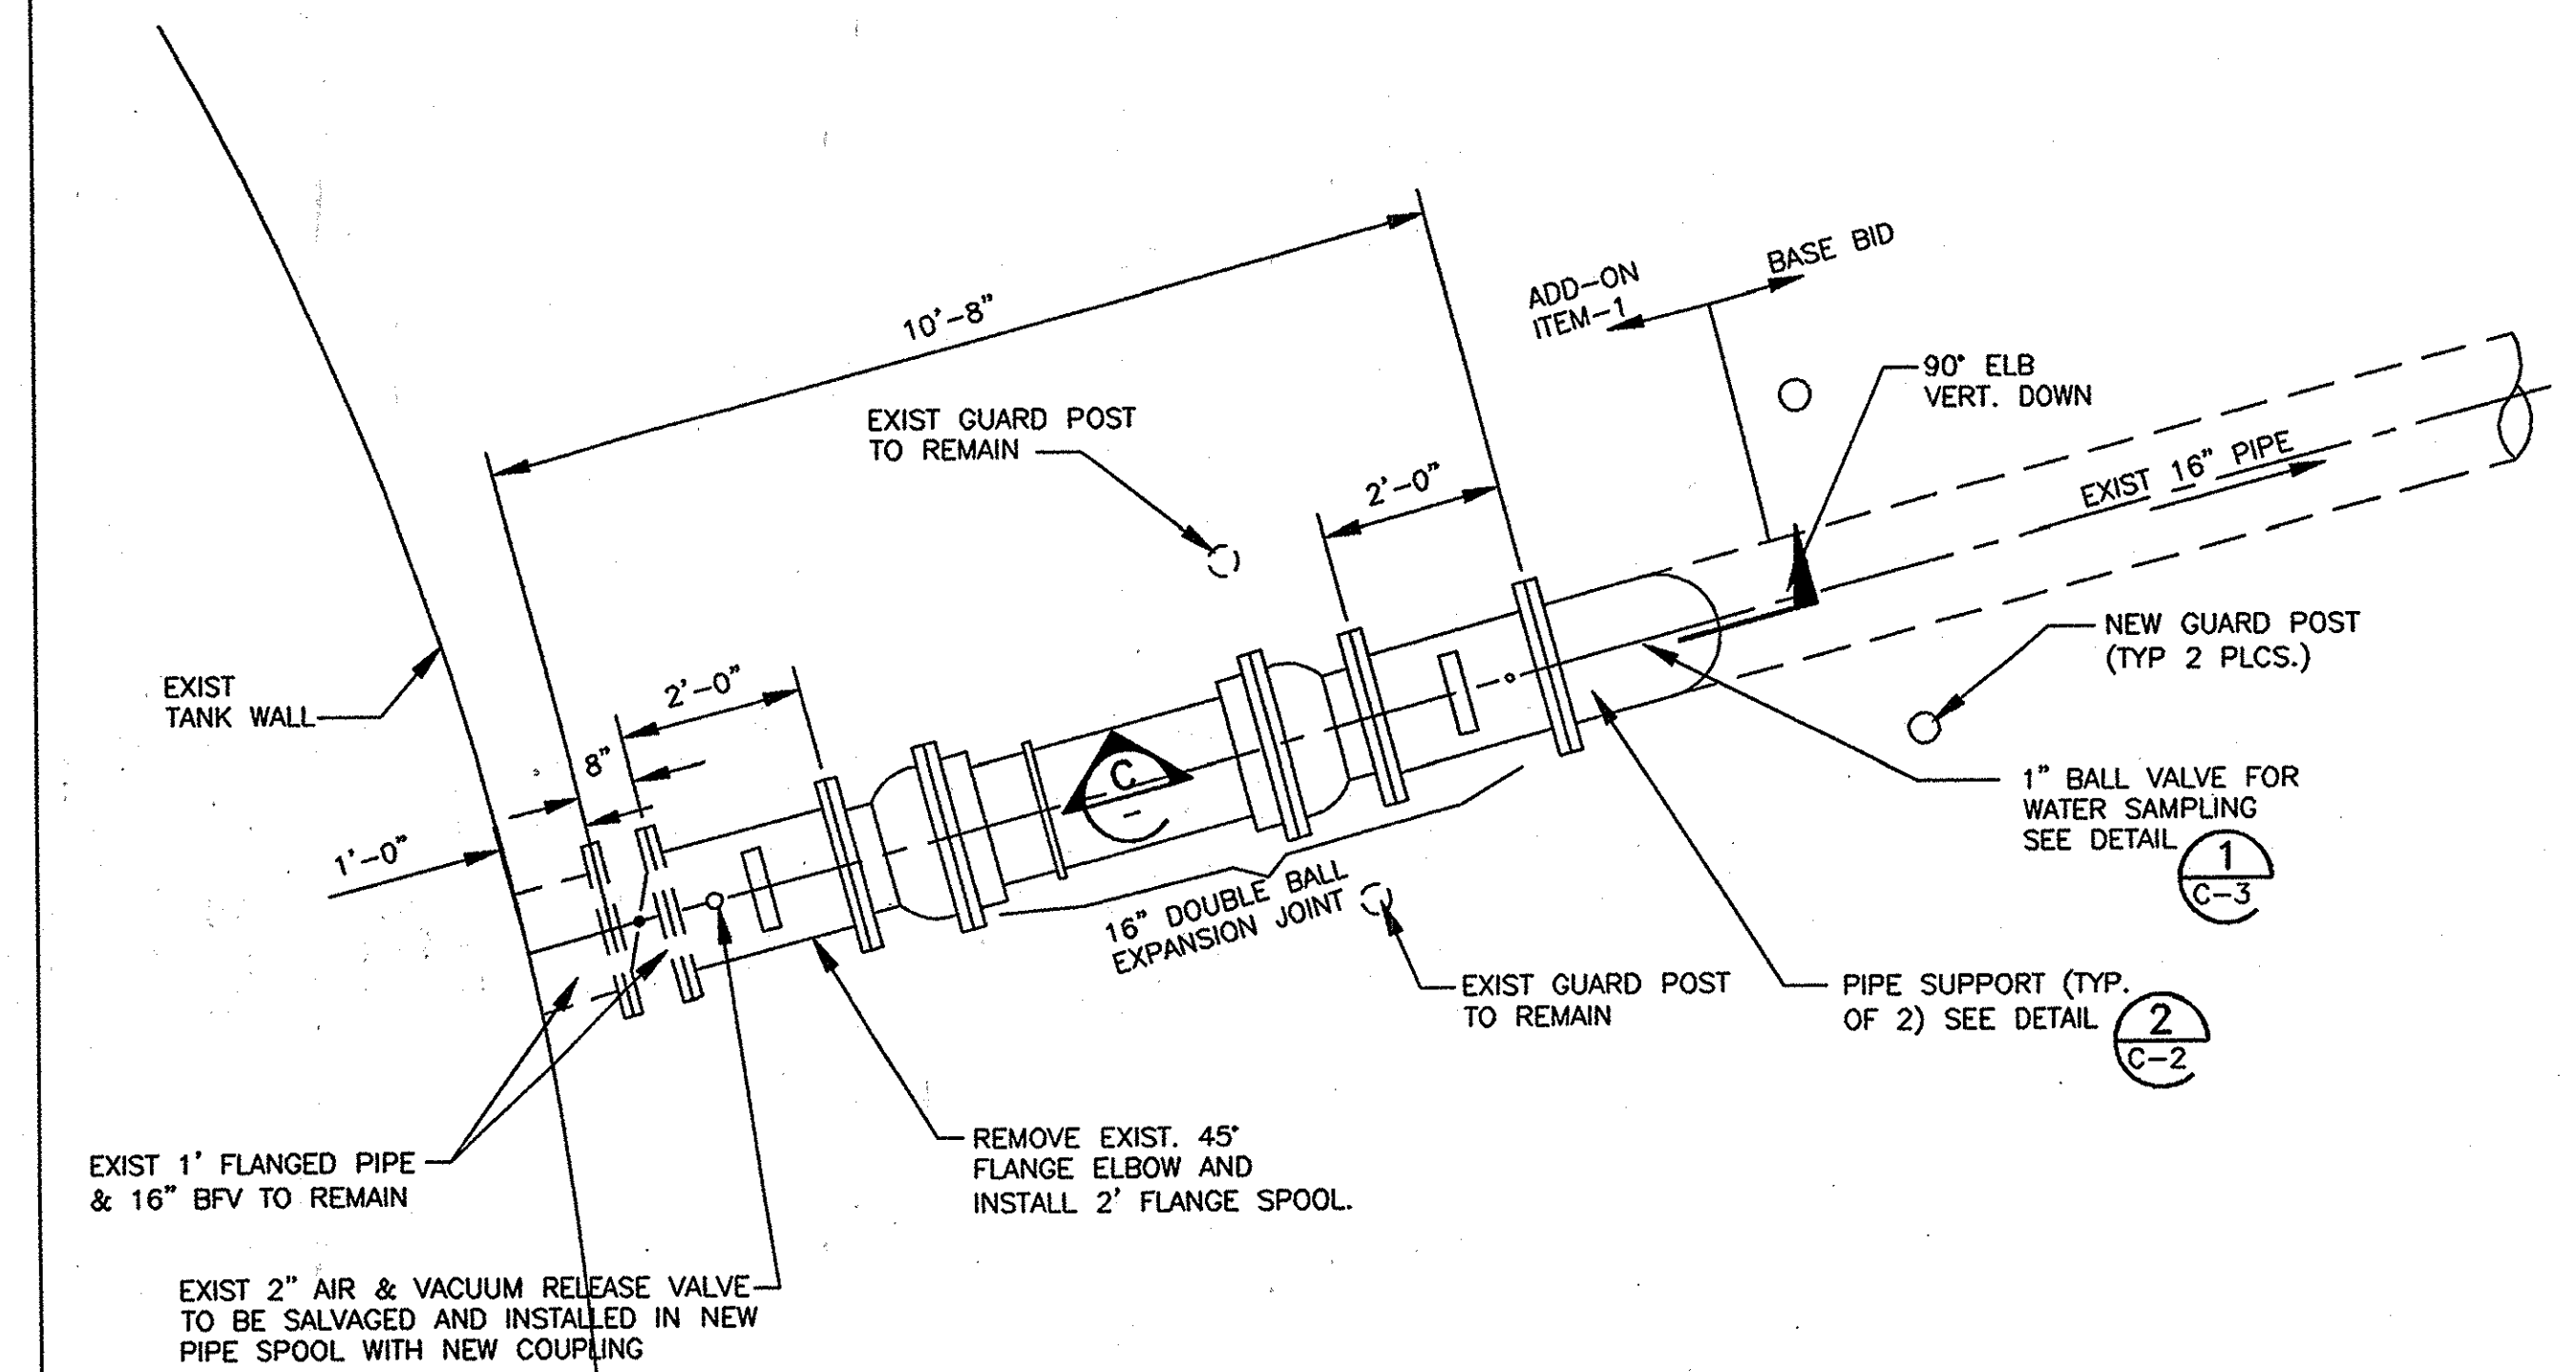 10'-8"
ADD-ON
ITEM-1
BASE BID
90° ELB
VERT. DOWN
EXIST GUARD POST
TO REMAIN
2'-0"
EXIST 16" PIPE
NEW GUARD POST
(TYP 2 PLCS.)
EXIST
TANK WALL
2'-0"
8"
C
-
1'-0"
1" BALL VALVE FOR
WATER SAMPLING
SEE DETAIL
1
C-3
16" DOUBLE BALL
EXPANSION JOINT
EXIST GUARD POST
TO REMAIN
PIPE SUPPORT (TYP.
OF 2) SEE DETAIL
2
C-2
EXIST 1' FLANGED PIPE
& 16" BFV TO REMAIN
REMOVE EXIST. 45°
FLANGE ELBOW AND
INSTALL 2' FLANGE SPOOL.
EXIST 2" AIR & VACUUM RELEASE VALVE
TO BE SALVAGED AND INSTALLED IN NEW
PIPE SPOOL WITH NEW COUPLING